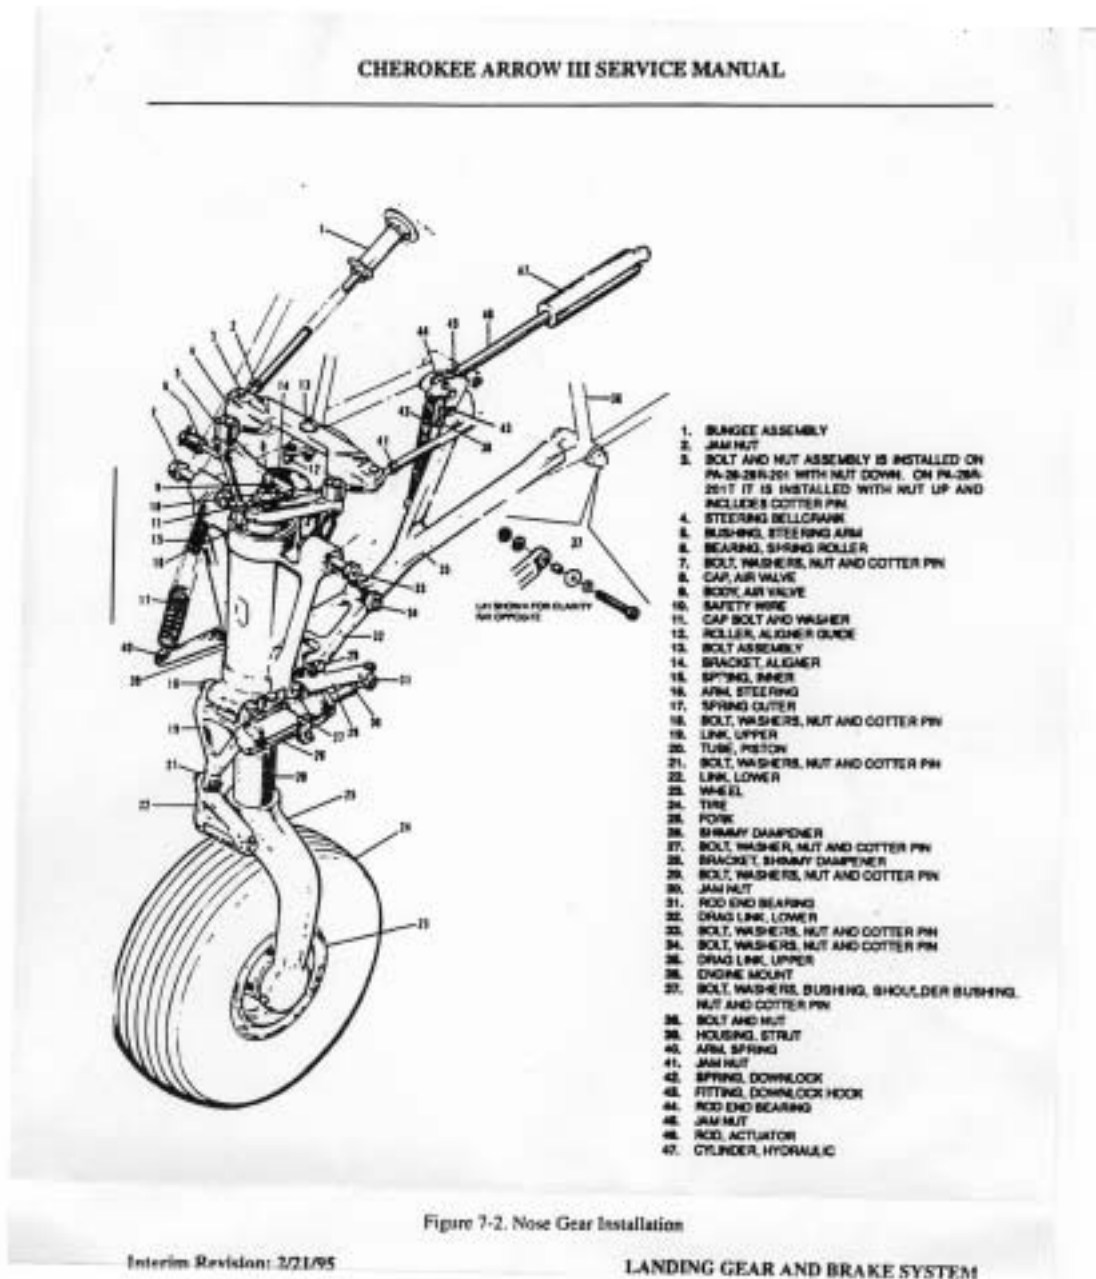 CHEROKEE ARROW III SERVICE MANUAL
1. BUNGEE ASSEMBLY
2. JAM NUT
3. BOLT AND NUT ASSEMBLY IS INSTALLED ON
PA-28-28R-201 WITH NUT DOWN. ON PA-28R-
201T IT IS INSTALLED WITH NUT UP AND
INCLUDES COTTER PIN.
4. STEERING BELLCRANK
5. BUSHING, STEERING ARM
6. BEARING, SPRING ROLLER
7. BOLT, WASHERS, NUT AND COTTER PIN
8. CAP, AIR VALVE
9. BODY, AIR VALVE
10. SAFETY WIRE
11. CAP BOLT AND WASHER
12. ROLLER, ALIGNER GUIDE
13. BOLT ASSEMBLY
14. BRACKET, ALIGNER
15. SPTING, INNER
16. ARM, STEERING
17. SPRING OUTER
18. BOLT, WASHERS, NUT AND COTTER PIN
19. LINK, UPPER
20. TUBE, PISTON
21. BOLT, WASHERS, NUT AND COTTER PIN
22. LINK, LOWER
23. WHEEL
24. TIRE
25. FORK
26. SHIMMY DAMPENER
27. BOLT, WASHER, NUT AND COTTER PIN
28. BRACKET, SHIMMY DAMPENER
29. BOLT, WASHERS, NUT AND COTTER PIN
30. JAM NUT
31. ROD END BEARING
32. DRAG LINK, LOWER
33. BOLT, WASHERS, NUT AND COTTER PIN
34. BOLT, WASHERS, NUT AND COTTER PIN
35. DRAG LINK, UPPER
36. ENGINE MOUNT
37. BOLT, WASHERS, BUSHING, SHOULDER BUSHING,
NUT AND COTTER PIN
38. BOLT AND NUT
39. HOUSING, STRUT
40. ARM, SPRING
41. JAM NUT
42. SPRING, DOWNLOCK
43. FITTING, DOWNLOCK HOOK
44. ROD END BEARING
45. JAM NUT
46. ROD, ACTUATOR
47. CYLINDER, HYDRAULIC
SHOWN FOR CLARITY
OPPOSITE
Figure 7-2. Nose Gear Installation
Interim Revision: 2/21/95
LANDING GEAR AND BRAKE SYSTEM